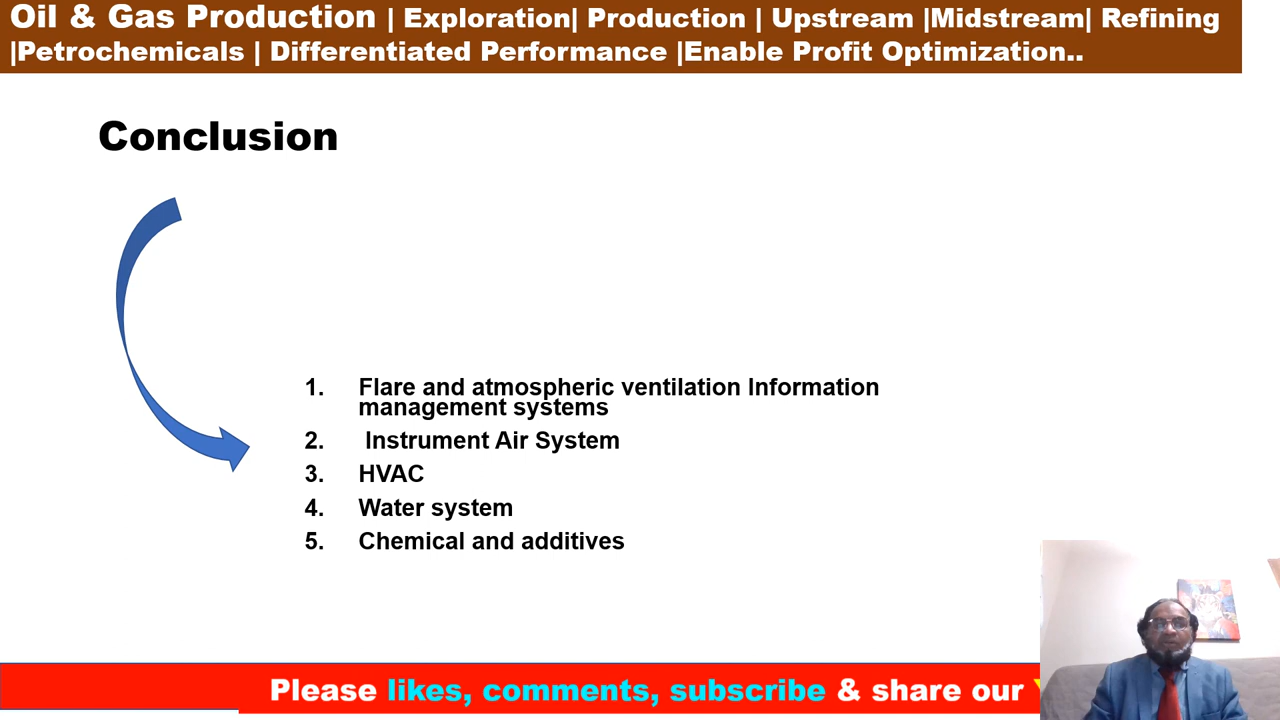 Oil & Gas Production | Exploration| Production | Upstream |Midstream| Refining
|Petrochemicals | Differentiated Performance |Enable Profit Optimization..
Conclusion
1. Flare and atmospheric ventilation Information
management systems
2. Instrument Air System
3. HVAC
4. Water system
5. Chemical and additives
Please likes, comments, subscribe & share our